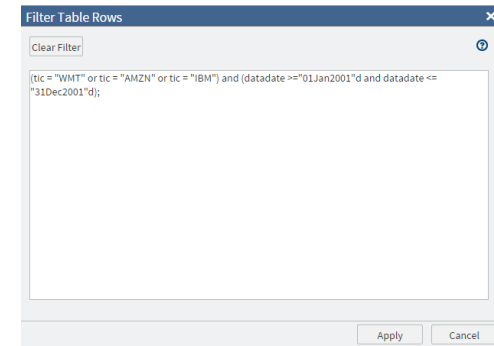 Filter Table Rows
Clear Filter
(tic = "WMT" or tic = "AMZN" or tic = "IBM") and (datadate >="01Jan2001"d and datadate <=
"31Dec2001"d);
Apply Cancel